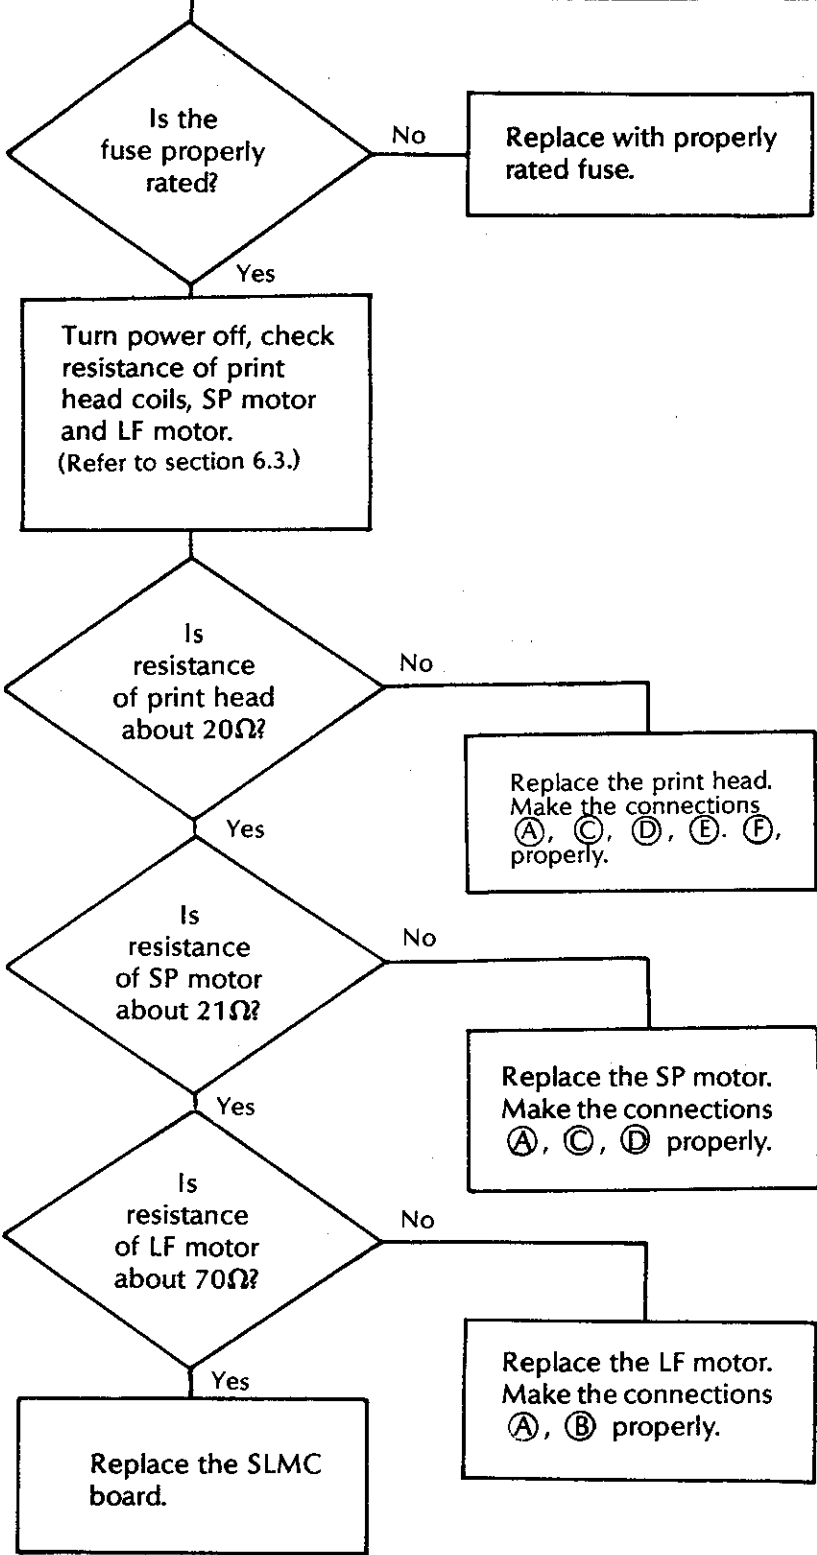 Is the
fuse properly
rated?
No
Replace with properly
rated fuse.
Yes
Turn power off, check
resistance of print
head coils, SP motor
and LF motor.
(Refer to section 6.3.)
Is
resistance
of print head
about 20Ω?
No
Replace the print head.
Make the connections
Ⓐ, Ⓒ, Ⓓ, Ⓔ. Ⓕ,
properly.
Yes
Is
resistance
of SP motor
about 21Ω?
No
Replace the SP motor.
Make the connections
Ⓐ, Ⓒ, Ⓓ properly.
Yes
Is
resistance
of LF motor
about 70Ω?
No
Replace the LF motor.
Make the connections
Ⓐ, Ⓑ properly.
Yes
Replace the SLMC
board.